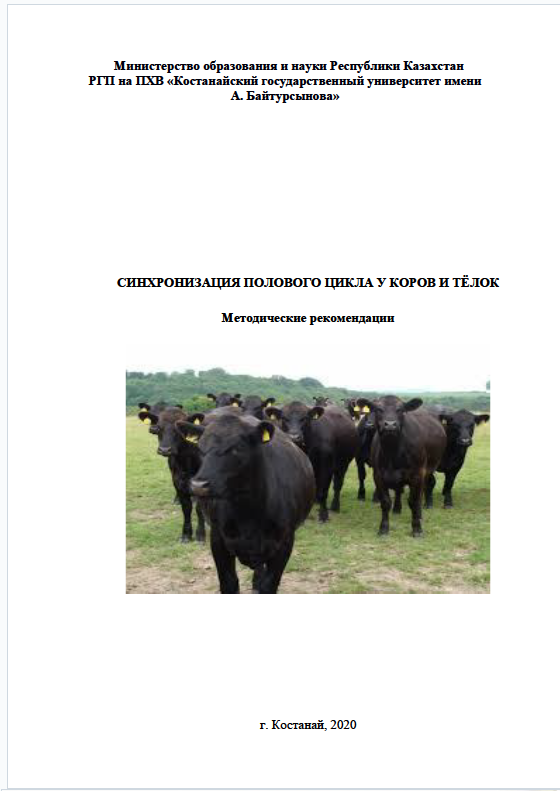 Министерство образования и науки Республики Казахстан
РГП на ПХВ «Костанайский государственный университет имени
А. Байтурсынова»
СИНХРОНИЗАЦИЯ ПОЛОВОГО ЦИКЛА У КОРОВ И ТЁЛОК
Методические рекомендации
г. Костанай, 2020